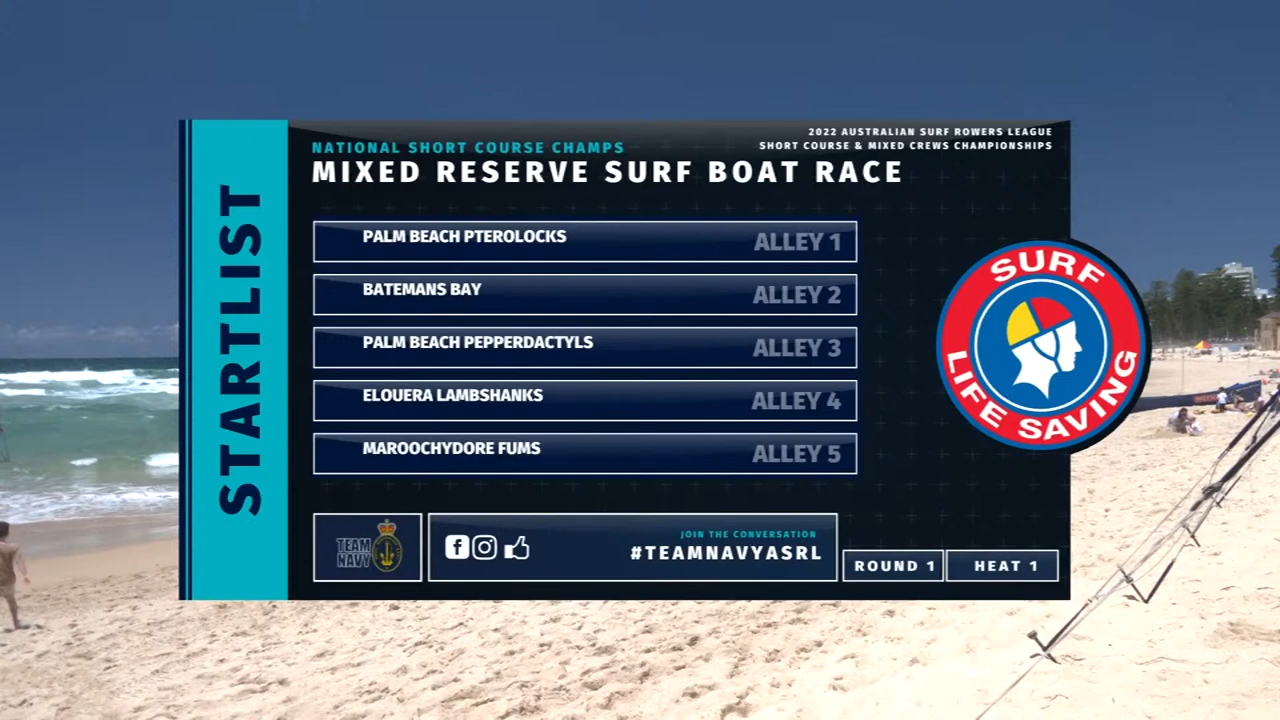 STARTLIST
2022 AUSTRALIAN SURF ROWERS LEAGUE
SHORT COURSE & MIXED CREWS CHAMPIONSHIPS
NATIONAL SHORT COURSE CHAMPS
MIXED RESERVE SURF BOAT RACE
PALM BEACH PTEROLOCKS ALLEY 1
BATEMANS BAY ALLEY 2
PALM BEACH PEPPERDACTYLS ALLEY 3
ELOUERA LAMBSHANKS ALLEY 4
MAROOCHYDORE FUMS ALLEY 5
SURF
LIFE SAVING
TEAM
NAVY
JOIN THE CONVERSATION
#TEAMNAVYASRL
ROUND 1
HEAT 1